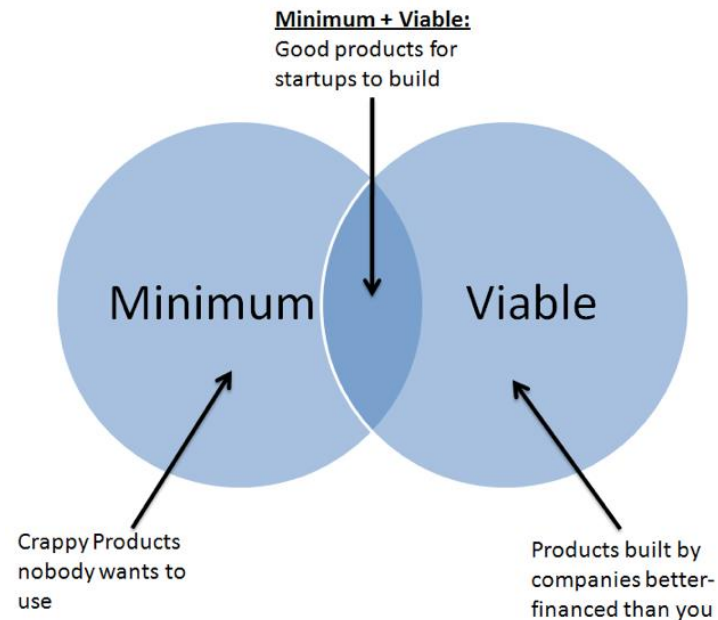 Minimum + Viable:
Good products for
startups to build
Minimum
Viable
Crappy Products
nobody wants to
use
Products built by
companies better-
financed than you